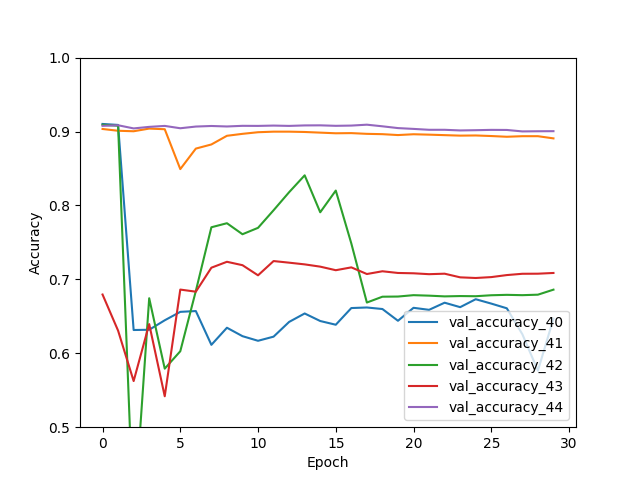 1.0
0.9
0.8
0.7
0.6
0.5
Accuracy
0 5 10 15 20 25 30
Epoch
val_accuracy_40
val_accuracy_41
val_accuracy_42
val_accuracy_43
val_accuracy_44